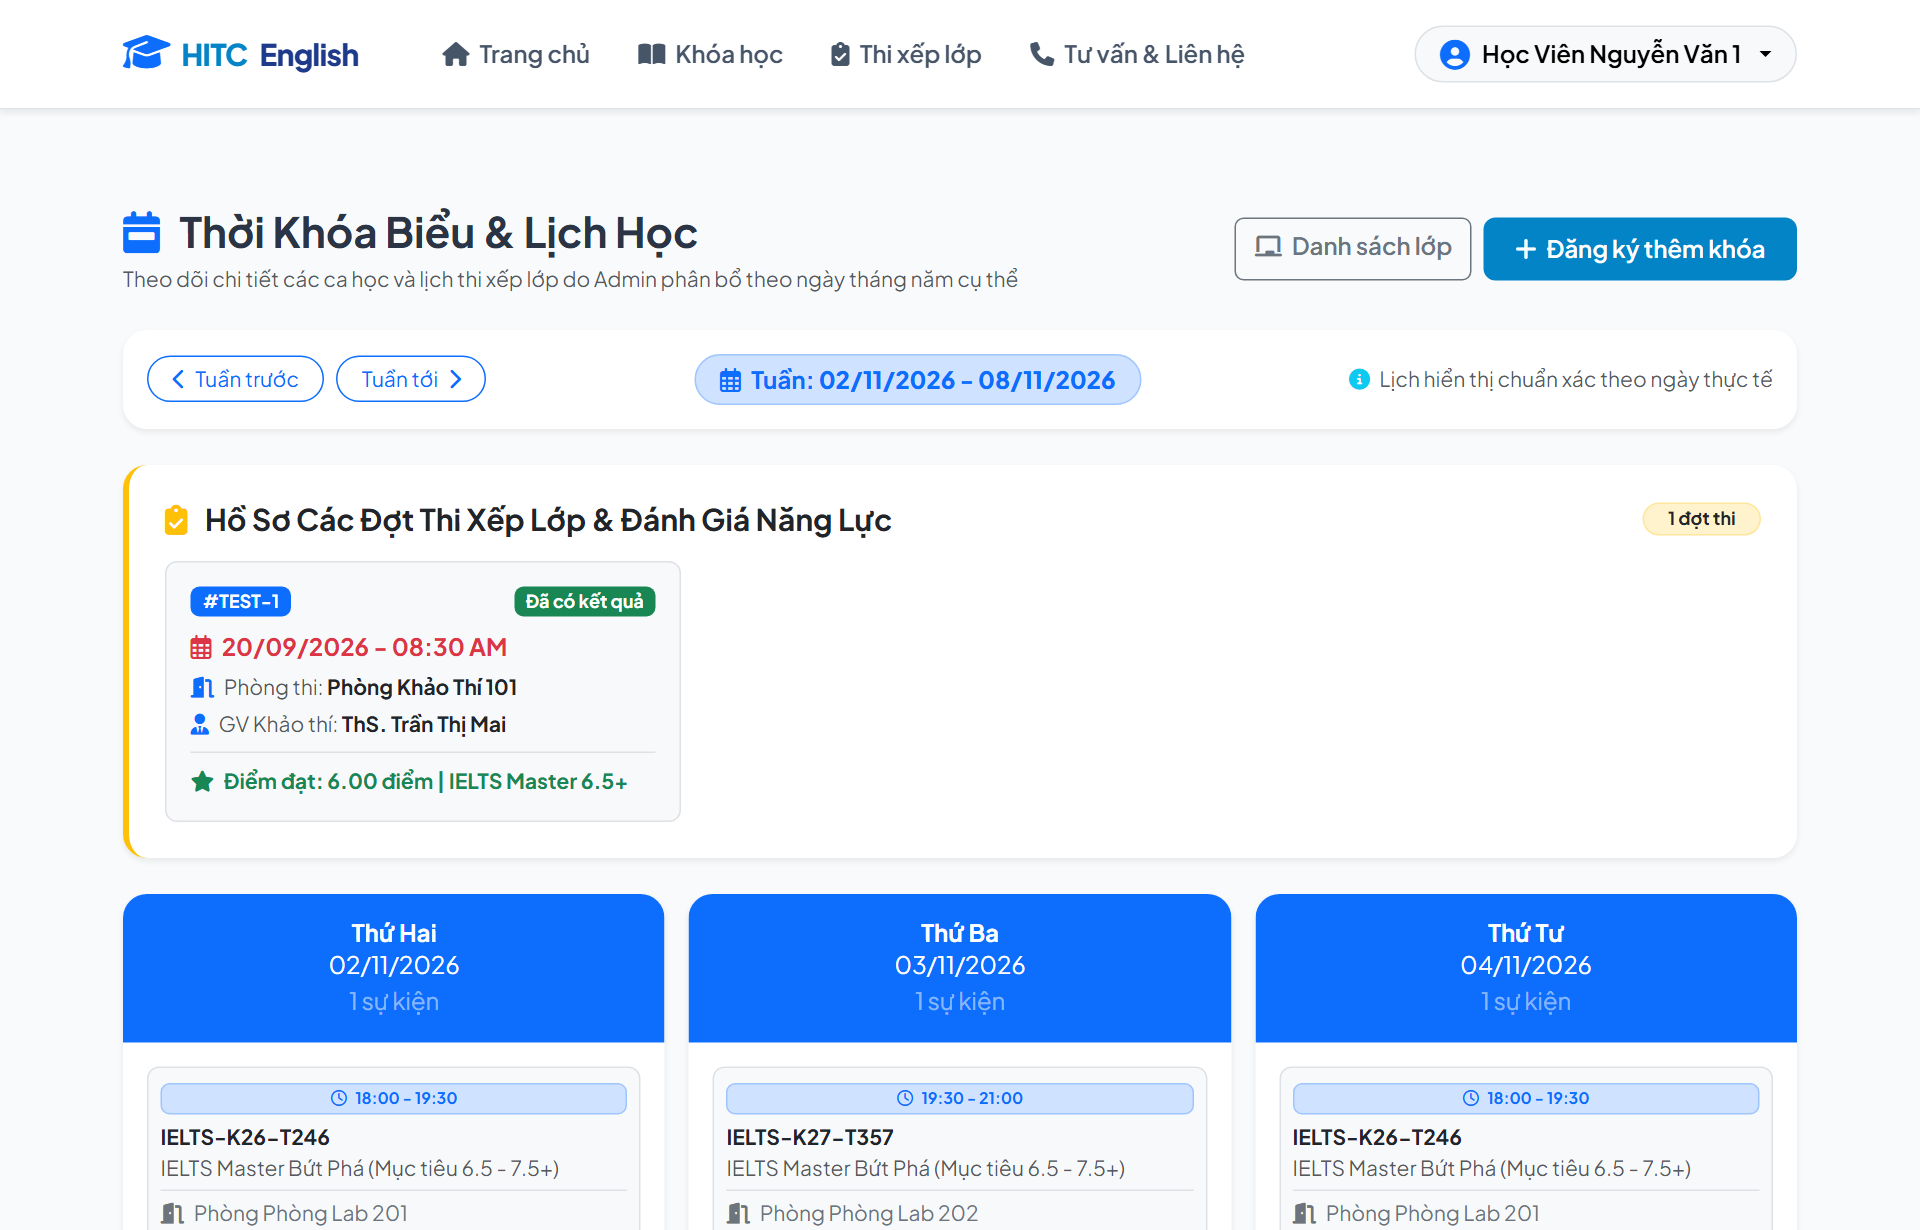 HITC English
Trang chủ
Khóa học
Thi xếp lớp
Tư vấn & Liên hệ
Học Viên Nguyễn Văn 1
Thời Khóa Biểu & Lịch Học
Theo dõi chi tiết các ca học và lịch thi xếp lớp do Admin phân bổ theo ngày tháng năm cụ thể
Danh sách lớp
Đăng ký thêm khóa
Tuần trước
Tuần tới
Tuần: 02/11/2026 - 08/11/2026
Lịch hiển thị chuẩn xác theo ngày thực tế
Hồ Sơ Các Đợt Thi Xếp Lớp & Đánh Giá Năng Lực
1 đợt thi
#TEST-1
Đã có kết quả
20/09/2026 - 08:30 AM
Phòng thi: Phòng Khảo Thí 101
GV Khảo thí: ThS. Trần Thị Mai
Điểm đạt: 6.00 điểm | IELTS Master 6.5+
Thứ Hai
02/11/2026
1 sự kiện
18:00 - 19:30
IELTS-K26-T246
IELTS Master Bứt Phá (Mục tiêu 6.5 - 7.5+)
Phòng Phòng Lab 201
Thứ Ba
03/11/2026
1 sự kiện
19:30 - 21:00
IELTS-K27-T357
IELTS Master Bứt Phá (Mục tiêu 6.5 - 7.5+)
Phòng Phòng Lab 202
Thứ Tư
04/11/2026
1 sự kiện
18:00 - 19:30
IELTS-K26-T246
IELTS Master Bứt Phá (Mục tiêu 6.5 - 7.5+)
Phòng Phòng Lab 201